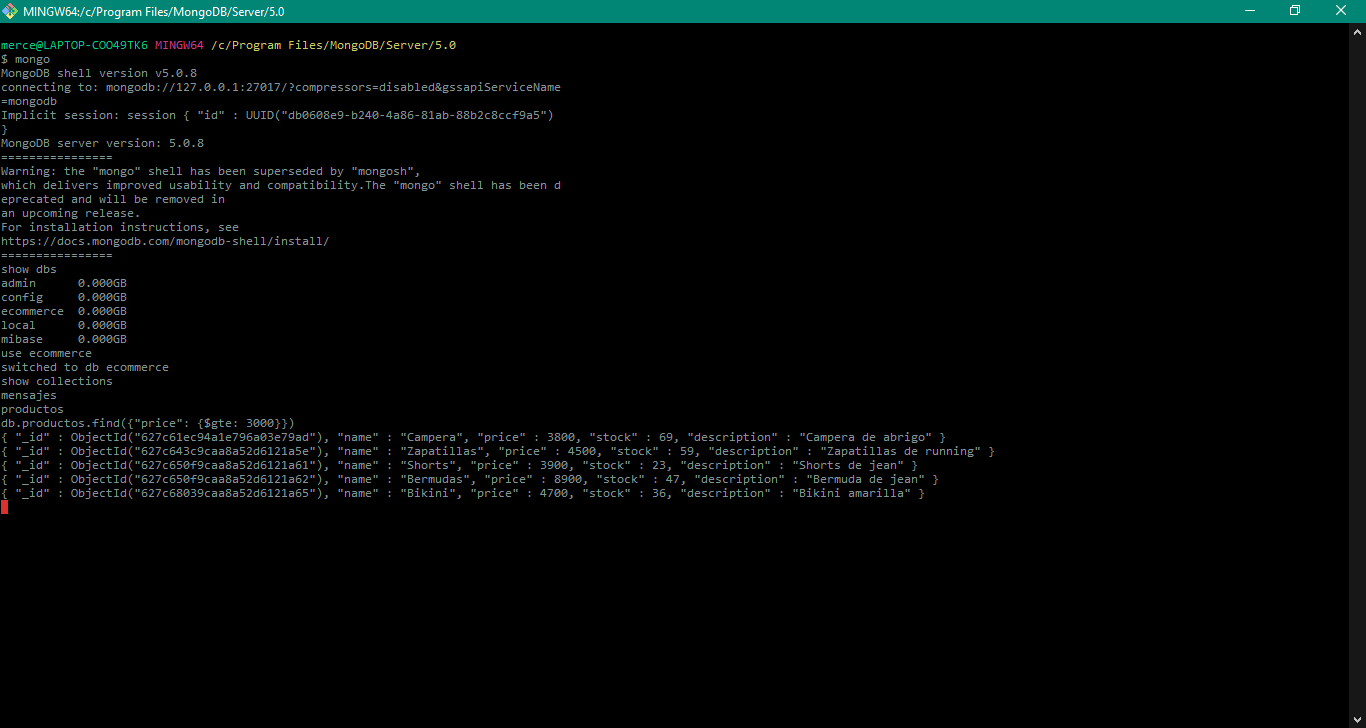 MINGW64:/c/Program Files/MongoDB/Server/5.0
merce@LAPTOP-COO49TK6 MINGW64 /c/Program Files/MongoDB/Server/5.0
$ mongo
MongoDB shell version v5.0.8
connecting to: mongodb://127.0.0.1:27017/?compressors=disabled&gssapiServiceName
=mongodb
Implicit session: session { "id" : UUID("db0608e9-b240-4a86-81ab-88b2c8ccf9a5")
}
MongoDB server version: 5.0.8
================
Warning: the "mongo" shell has been superseded by "mongosh",
which delivers improved usability and compatibility.The "mongo" shell has been d
eprecated and will be removed in
an upcoming release.
For installation instructions, see
https://docs.mongodb.com/mongodb-shell/install/
================
show dbs
admin      0.000GB
config     0.000GB
ecommerce  0.000GB
local      0.000GB
mibase     0.000GB
use ecommerce
switched to db ecommerce
show collections
mensajes
productos
db.productos.find({"price": {$gte: 3000}})
{ "_id" : ObjectId("627c61ec94a1e796a03e79ad"), "name" : "Campera", "price" : 3800, "stock" : 69, "description" : "Campera de abrigo" }
{ "_id" : ObjectId("627c643c9caa8a52d6121a5e"), "name" : "Zapatillas", "price" : 4500, "stock" : 59, "description" : "Zapatillas de running" }
{ "_id" : ObjectId("627c650f9caa8a52d6121a61"), "name" : "Shorts", "price" : 3900, "stock" : 23, "description" : "Shorts de jean" }
{ "_id" : ObjectId("627c650f9caa8a52d6121a62"), "name" : "Bermudas", "price" : 8900, "stock" : 47, "description" : "Bermuda de jean" }
{ "_id" : ObjectId("627c68039caa8a52d6121a65"), "name" : "Bikini", "price" : 4700, "stock" : 36, "description" : "Bikini amarilla" }